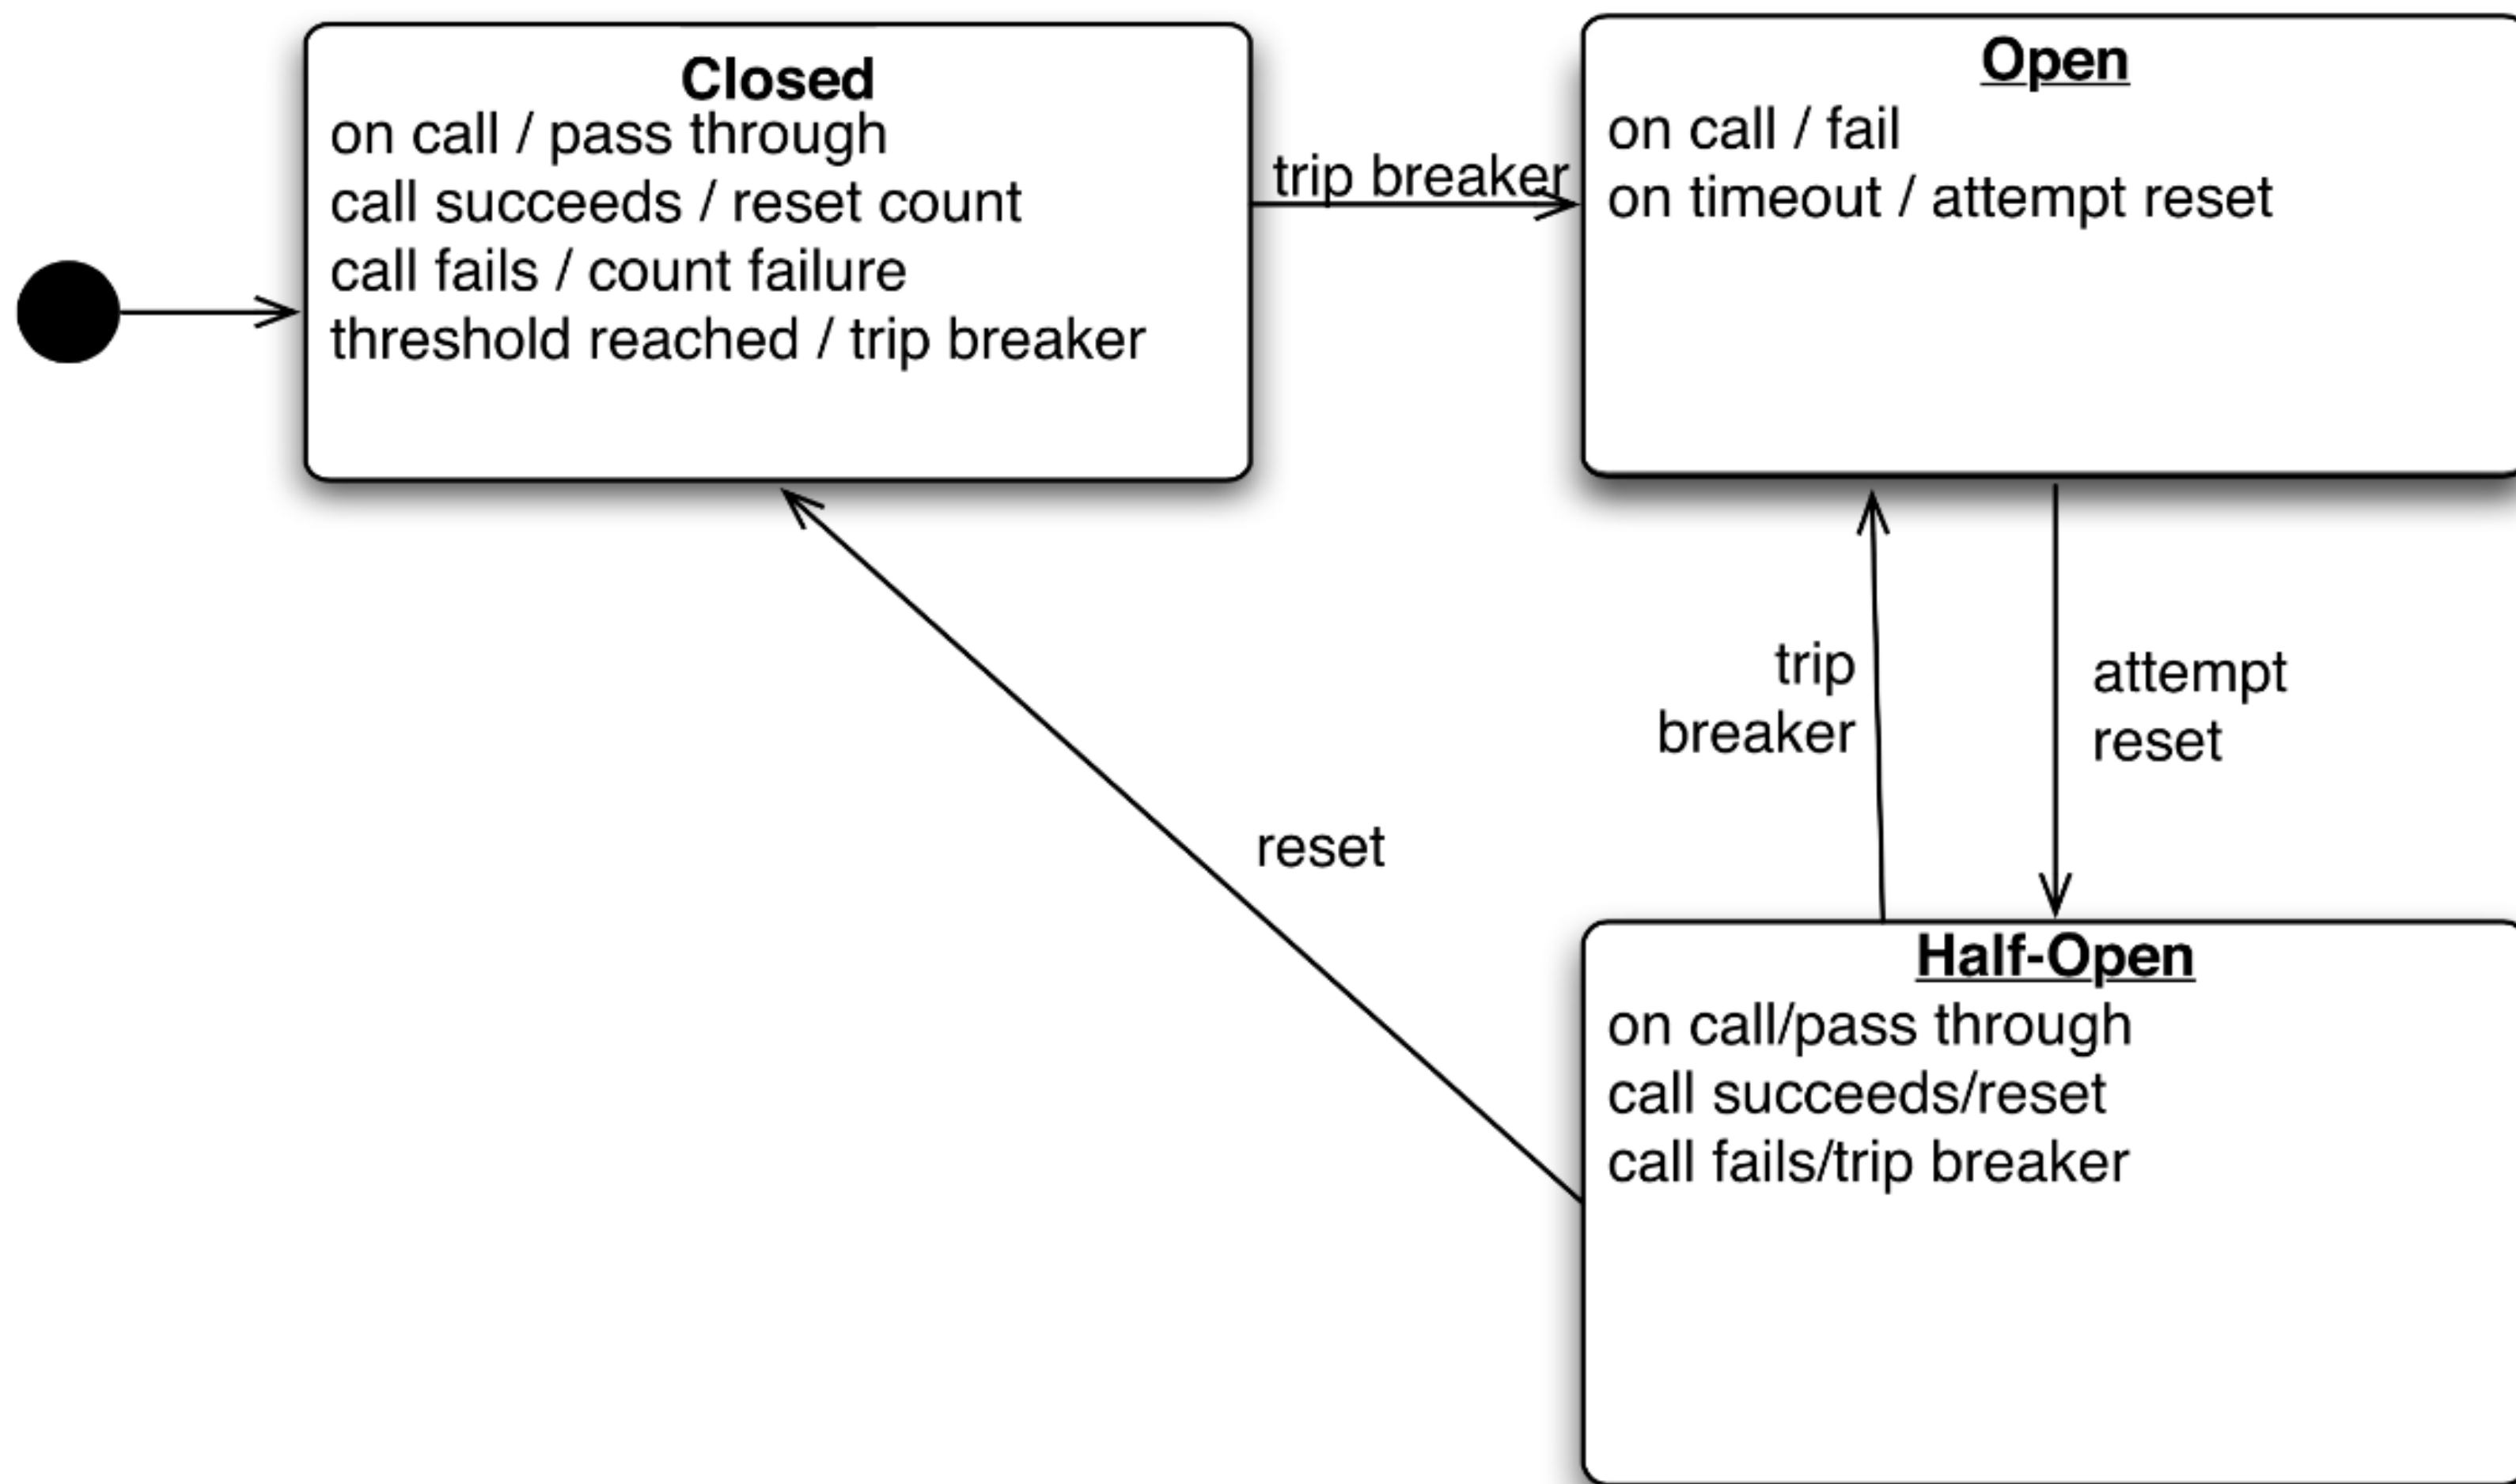 Closed
on call / pass through
call succeeds / reset count
call fails / count failure
threshold reached / trip breaker
trip breaker
Open
on call / fail
on timeout / attempt reset
trip
breaker
attempt
reset
reset
Half-Open
on call/pass through
call succeeds/reset
call fails/trip breaker